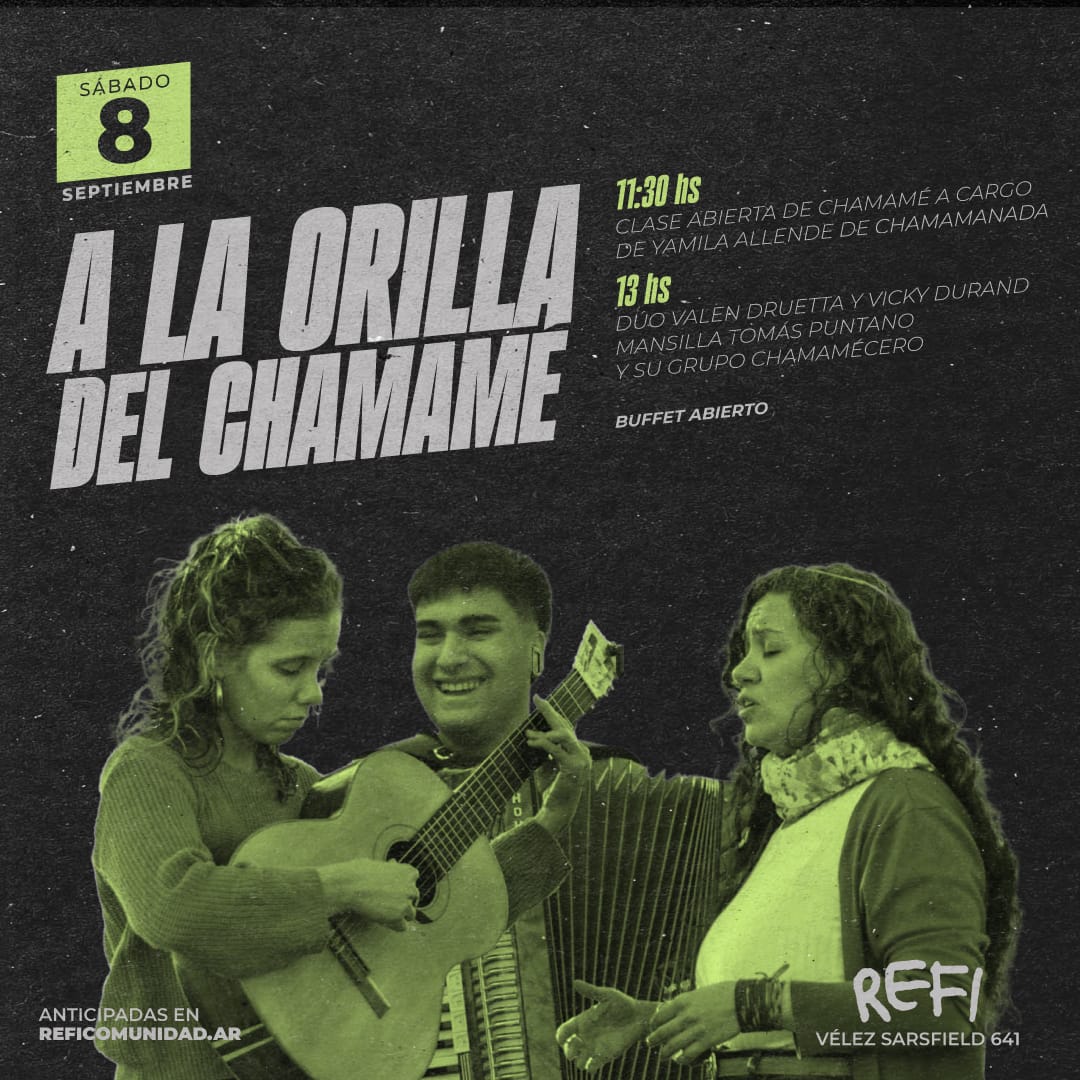 SÁBADO
8
SEPTIEMBRE
A LA ORILLA
DEL CHAMAMÉ
11:30 hs
CLASE ABIERTA DE CHAMAMÉ A CARGO
DE YAMILA ALLENDE DE CHAMAMANADA
13 hs
DÚO VALEN DRUETTA Y VICKY DURAND
MANSILLA TOMÁS PUNTANO
Y SU GRUPO CHAMAMÉCERO
BUFFET ABIERTO
ANTICIPADAS EN
REFICOMUNIDAD.AR
REFI
VÉLEZ SARSFIELD 641